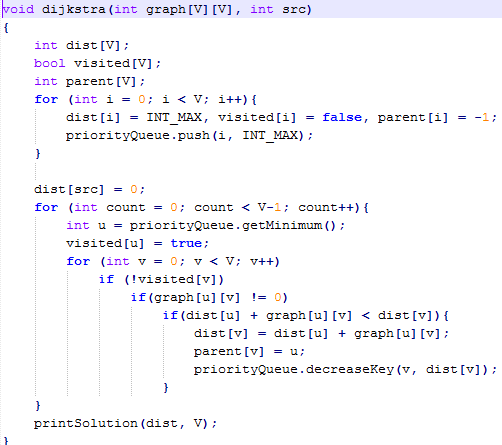 void dijkstra(int graph[V][V], int src)
{
    int dist[V];
    bool visited[V];
    int parent[V];
    for (int i = 0; i < V; i++){
        dist[i] = INT_MAX, visited[i] = false, parent[i] = -1;
        priorityQueue.push(i, INT_MAX);
    }
    dist[src] = 0;
    for (int count = 0; count < V-1; count++){
        int u = priorityQueue.getMinimum();
        visited[u] = true;
        for (int v = 0; v < V; v++)
            if (!visited[v])
                if(graph[u][v] != 0)
                    if(dist[u] + graph[u][v] < dist[v]){
                        dist[v] = dist[u] + graph[u][v];
                        parent[v] = u;
                        priorityQueue.decreaseKey(v, dist[v]);
                    }
    }
    printSolution(dist, V);
}